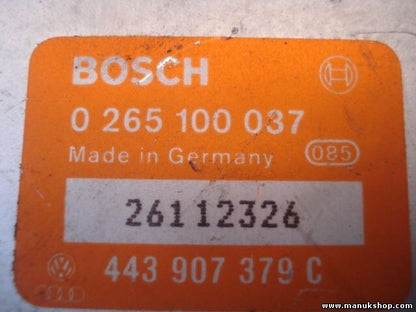 BOSCH
0 265 100 037
Made in Germany 085
26112326
443 907 379 C
www.manukshop.com